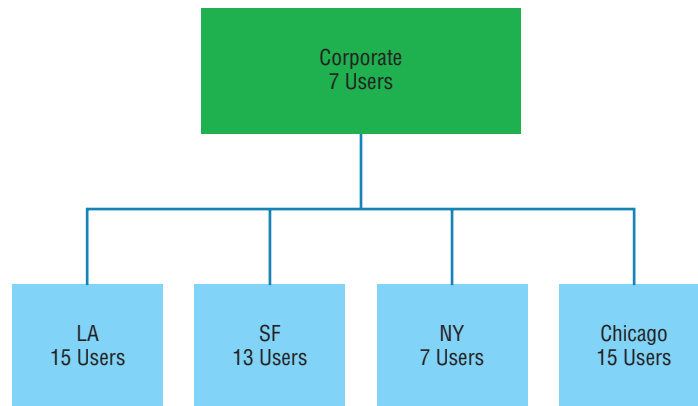 Corporate
7 Users
LA
15 Users
SF
13 Users
NY
7 Users
Chicago
15 Users